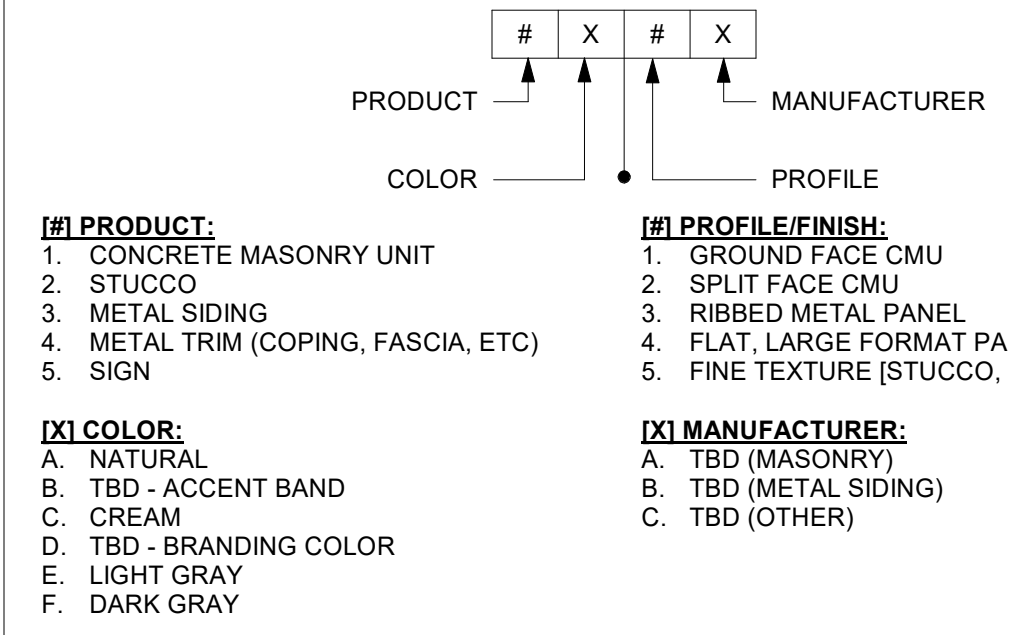 # X # X
PRODUCT MANUFACTURER
COLOR PROFILE
[#] PRODUCT:
1. CONCRETE MASONRY UNIT
2. STUCCO
3. METAL SIDING
4. METAL TRIM (COPING, FASCIA, ETC)
5. SIGN
[X] COLOR:
A. NATURAL
B. TBD - ACCENT BAND
C. CREAM
D. TBD - BRANDING COLOR
E. LIGHT GRAY
F. DARK GRAY
[#] PROFILE/FINISH:
1. GROUND FACE CMU
2. SPLIT FACE CMU
3. RIBBED METAL PANEL
4. FLAT, LARGE FORMAT PA
5. FINE TEXTURE [STUCCO,
[X] MANUFACTURER:
A. TBD (MASONRY)
B. TBD (METAL SIDING)
C. TBD (OTHER)